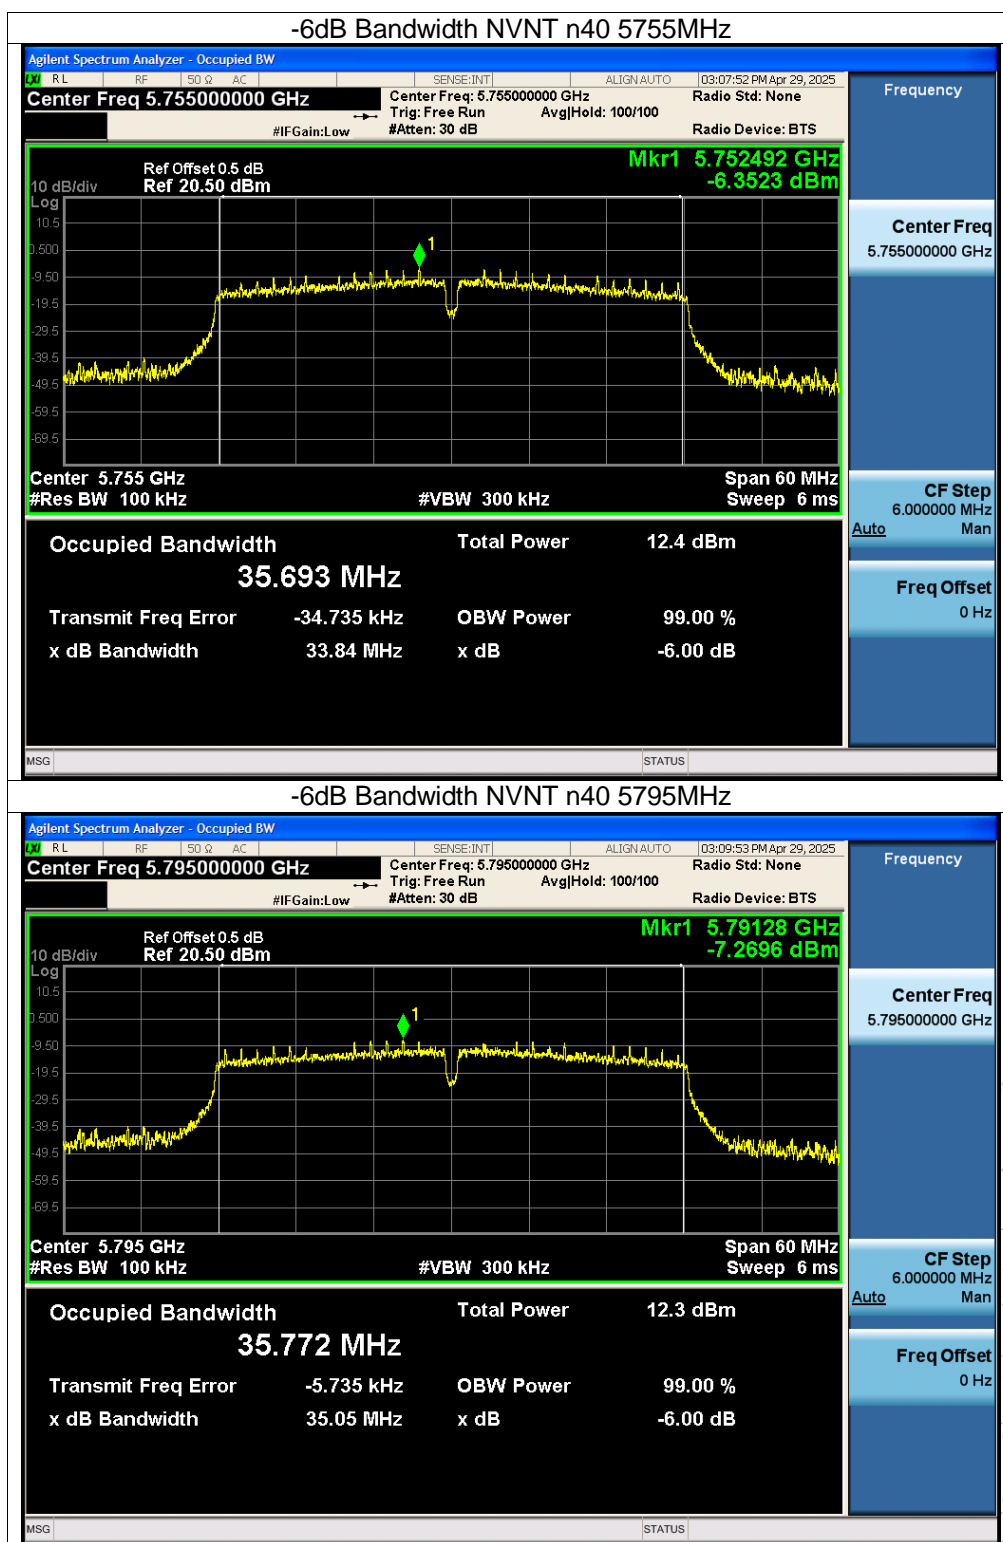 -6dB Bandwidth NVNT n40 5755MHz
Agilent Spectrum Analyzer - Occupied BW
LXI RL RF 50 Ω AC SENSE:INT ALIGN AUTO 03:07:52 PM Apr 29, 2025
Center Freq 5.755000000 GHz Center Freq: 5.755000000 GHz Radio Std: None Frequency
Trig: Free Run Avg|Hold: 100/100
#IFGain:Low #Atten: 30 dB Radio Device: BTS
Mkr1 5.752492 GHz
-6.3523 dBm
Ref Offset 0.5 dB
10 dB/div Ref 20.50 dBm
Log
10.5
0.500
-9.50
-19.5
-29.5
-39.5
-49.5
-59.5
-69.5
1
Center Freq
5.755000000 GHz
Center 5.755 GHz Span 60 MHz
#Res BW 100 kHz #VBW 300 kHz Sweep 6 ms
CF Step
6.000000 MHz
Auto Man
Occupied Bandwidth Total Power 12.4 dBm
35.693 MHz
Freq Offset
0 Hz
Transmit Freq Error -34.735 kHz OBW Power 99.00 %
x dB Bandwidth 33.84 MHz x dB -6.00 dB
MSG STATUS
-6dB Bandwidth NVNT n40 5795MHz
Agilent Spectrum Analyzer - Occupied BW
LXI RL RF 50 Ω AC SENSE:INT ALIGN AUTO 03:09:53 PM Apr 29, 2025
Center Freq 5.795000000 GHz Center Freq: 5.795000000 GHz Radio Std: None Frequency
Trig: Free Run Avg|Hold: 100/100
#IFGain:Low #Atten: 30 dB Radio Device: BTS
Mkr1 5.79128 GHz
-7.2696 dBm
Ref Offset 0.5 dB
10 dB/div Ref 20.50 dBm
Log
10.5
0.500
-9.50
-19.5
-29.5
-39.5
-49.5
-59.5
-69.5
1
Center Freq
5.795000000 GHz
Center 5.795 GHz Span 60 MHz
#Res BW 100 kHz #VBW 300 kHz Sweep 6 ms
CF Step
6.000000 MHz
Auto Man
Occupied Bandwidth Total Power 12.3 dBm
35.772 MHz
Freq Offset
0 Hz
Transmit Freq Error -5.735 kHz OBW Power 99.00 %
x dB Bandwidth 35.05 MHz x dB -6.00 dB
MSG STATUS